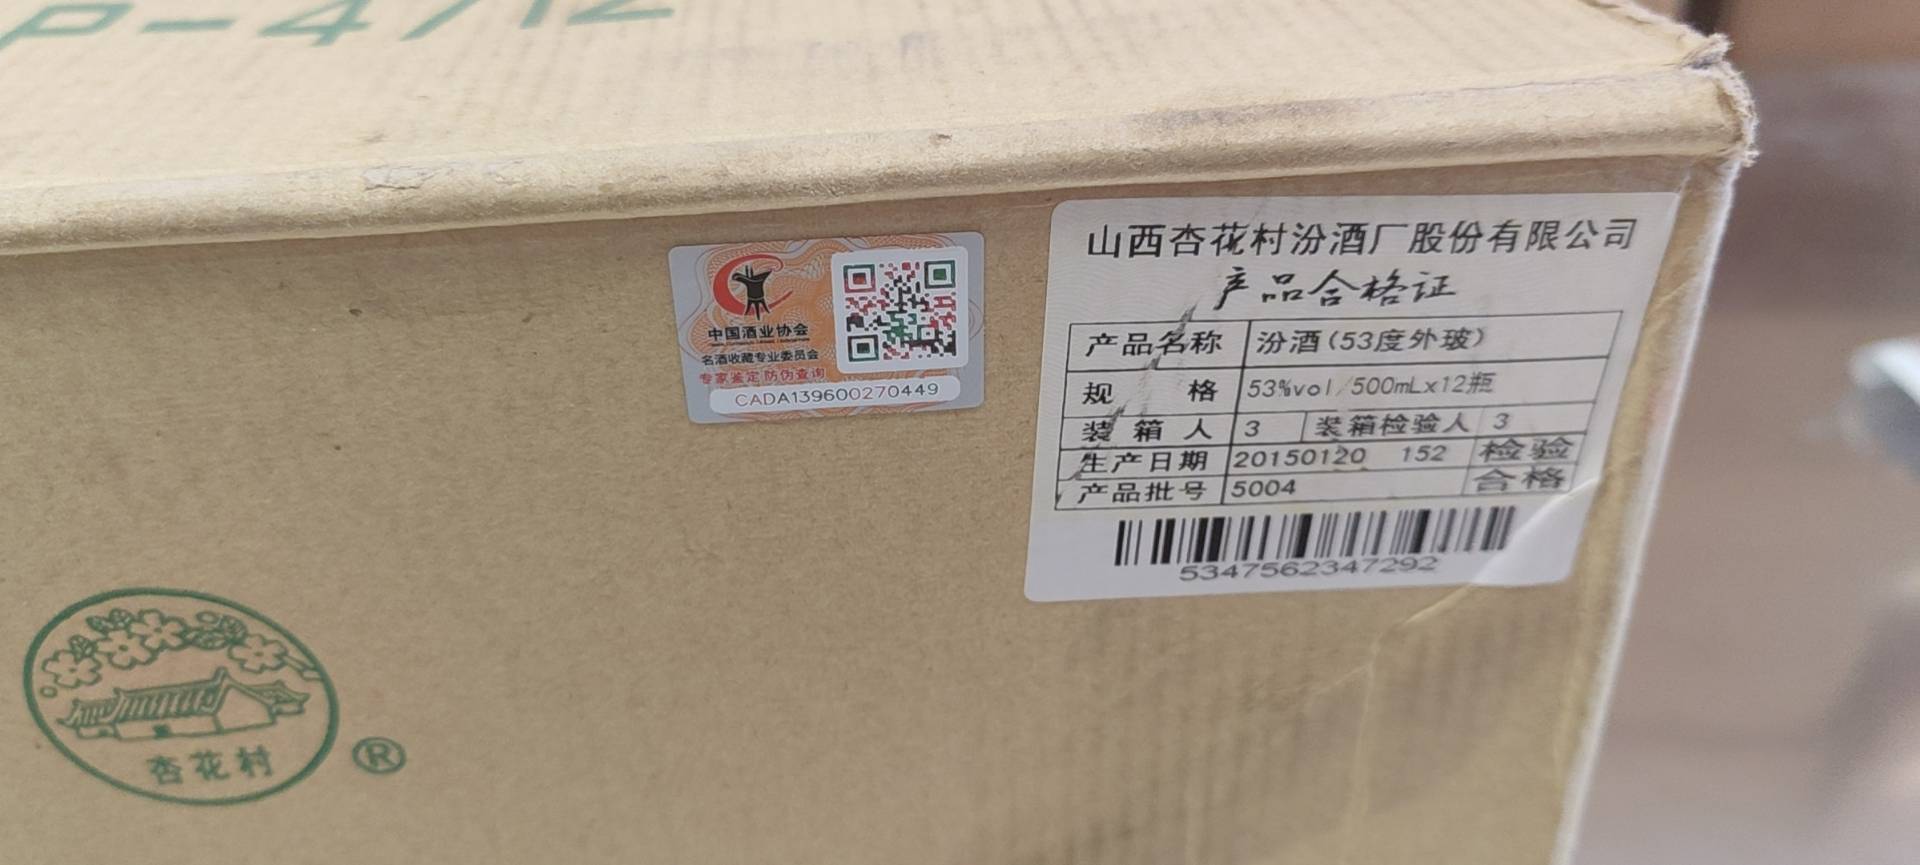 P-4/12
中国酒业协会
名酒收藏专业委员会
专家鉴定 防伪查询
CADA139600270449
山西杏花村汾酒厂股份有限公司
产品合格证
产品名称 汾酒(53度外玻)
规 格 53%vol/500mLx12瓶
装 箱 人 3 装箱检验人 3
生产日期 20150120 152 检验
产品批号 5004 合格
5347562347292
杏花村
®